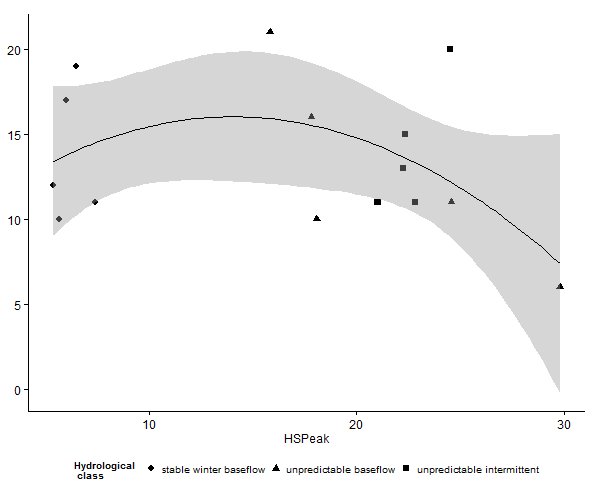 20
15
10
5
0
10 20 30
HSPeak
Hydrological class
stable winter baseflow unpredictable baseflow unpredictable intermittent